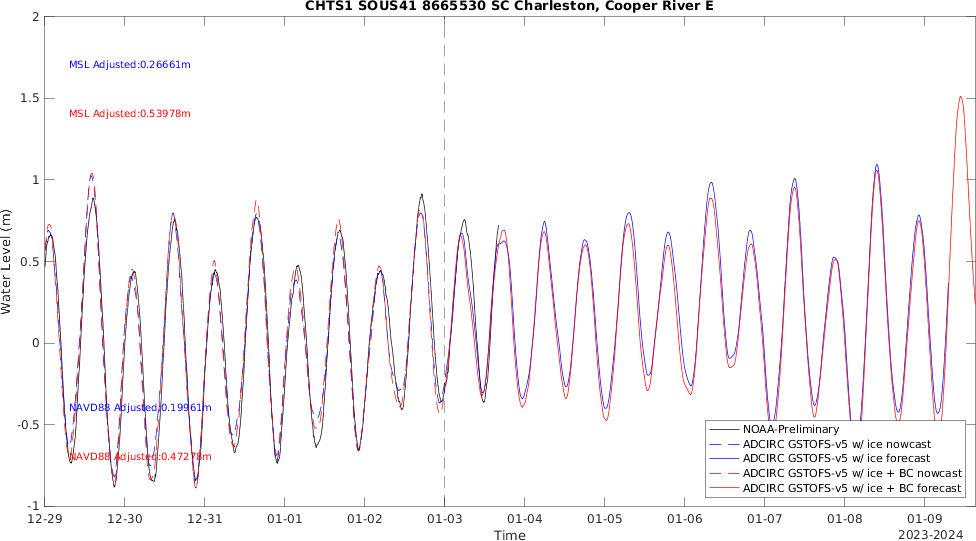 CHTS1 SOUS41 8665530 SC Charleston, Cooper River E
2
1.5
1
0.5
0
-0.5
-1
Water Level (m)
MSL Adjusted:0.26661m
MSL Adjusted:0.53978m
NAVD88 Adjusted:0.19961m
NAVD88 Adjusted:0.47278m
NOAA-Preliminary
ADCIRC GSTOFS-v5 w/ ice nowcast
ADCIRC GSTOFS-v5 w/ ice forecast
ADCIRC GSTOFS-v5 w/ ice + BC nowcast
ADCIRC GSTOFS-v5 w/ ice + BC forecast
12-29 12-30 12-31 01-01 01-02 01-03 01-04 01-05 01-06 01-07 01-08 01-09
Time
2023-2024